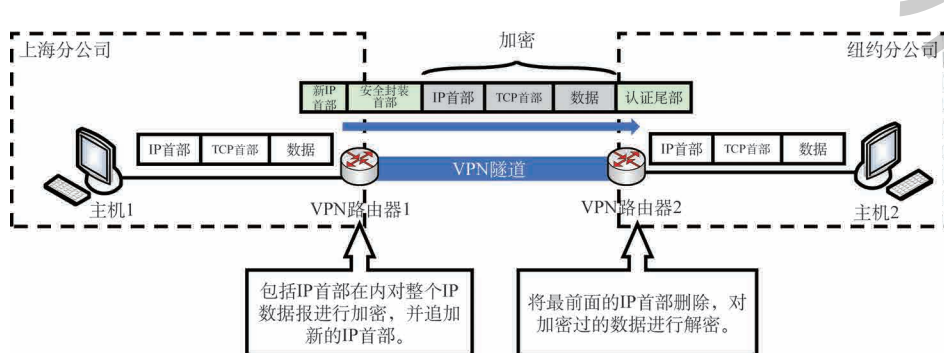 上海分公司
加密
纽约分公司
新IP
首部
安全封装
首部
IP首部
TCP首部
数据
认证尾部
IP首部
TCP首部
数据
VPN隧道
IP首部
TCP首部
数据
主机1
VPN路由器1
VPN路由器2
主机2
包括IP首部在内对整个IP
数据报进行加密，并追加
新的IP首部。
将最前面的IP首部删除，对
加密过的数据进行解密。